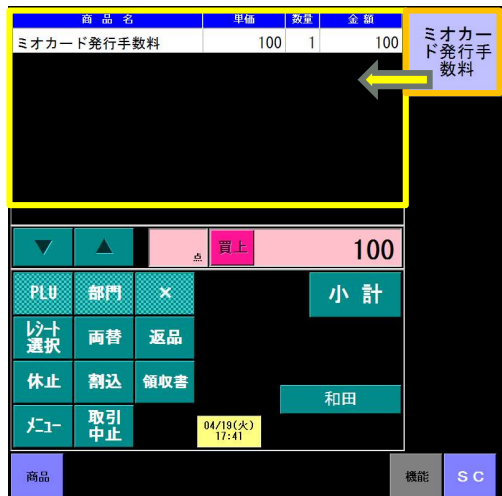 商品名 単価 数量 金額
ミオカード発行手数料 100 1 100
ミオカー
ド発行手
数料
▼ ▲ 点 買上 100
PLU 部門 × 小計
レシート
選択 両替 返品
休止 割込 領収書
和田
メニュー 取引
中止
04/19(火)
17:41
商品 機能 SC